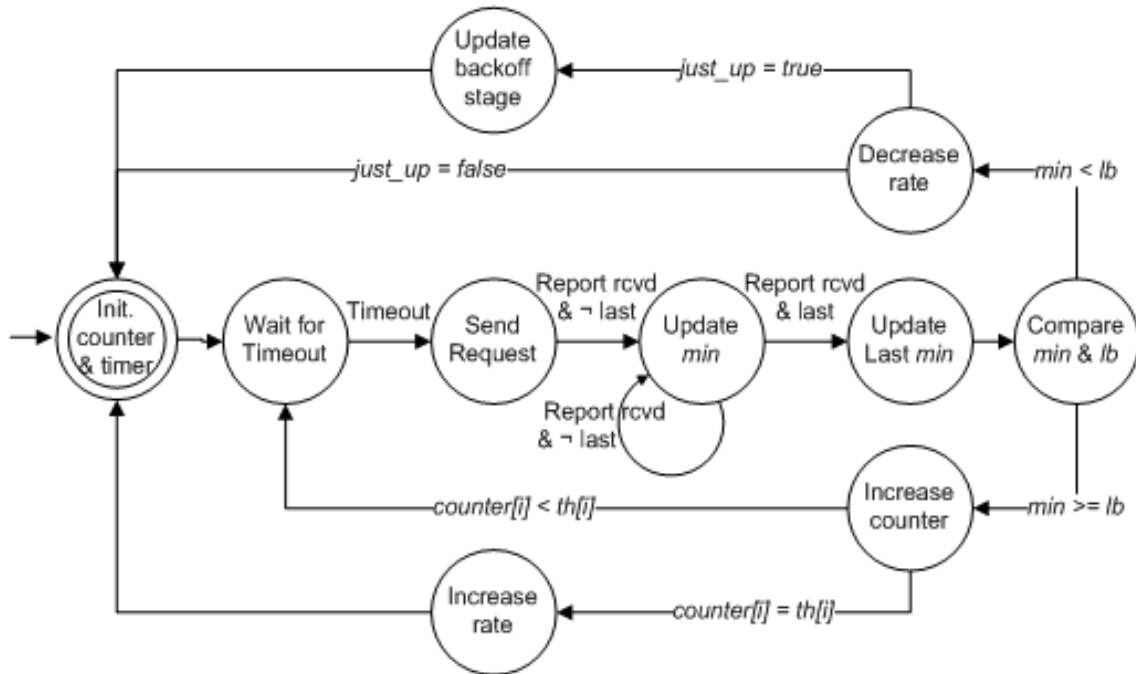 Update
backoff
stage
just_up = true
Decrease
rate
just_up = false
min < lb
Init.
counter
& timer
Wait for
Timeout
Timeout
Send
Request
Report rcvd
& ¬ last
Update
min
Report rcvd
& last
Update
Last min
Compare
min & lb
Report rcvd
& ¬ last
Increase
counter
counter[i] < th[i]
min >= lb
Increase
rate
counter[i] = th[i]